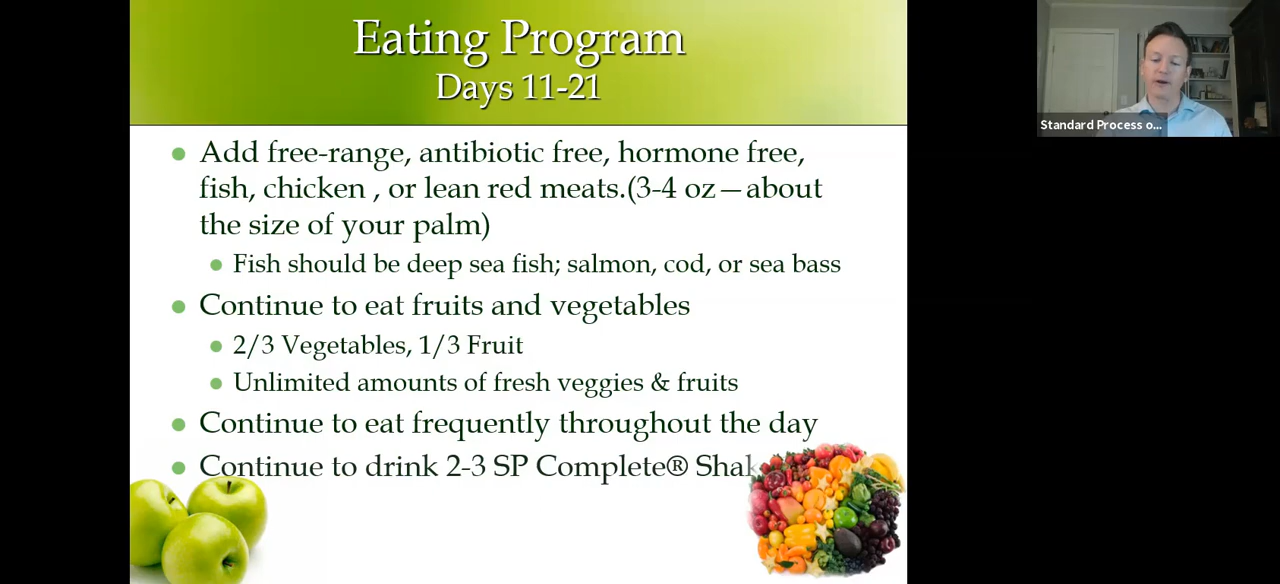 Eating Program
Days 11-21
Standard Process o...
Add free-range, antibiotic free, hormone free,
fish, chicken , or lean red meats.(3-4 oz—about
the size of your palm)
Fish should be deep sea fish; salmon, cod, or sea bass
Continue to eat fruits and vegetables
2/3 Vegetables, 1/3 Fruit
Unlimited amounts of fresh veggies & fruits
Continue to eat frequently throughout the day
Continue to drink 2-3 SP Complete®